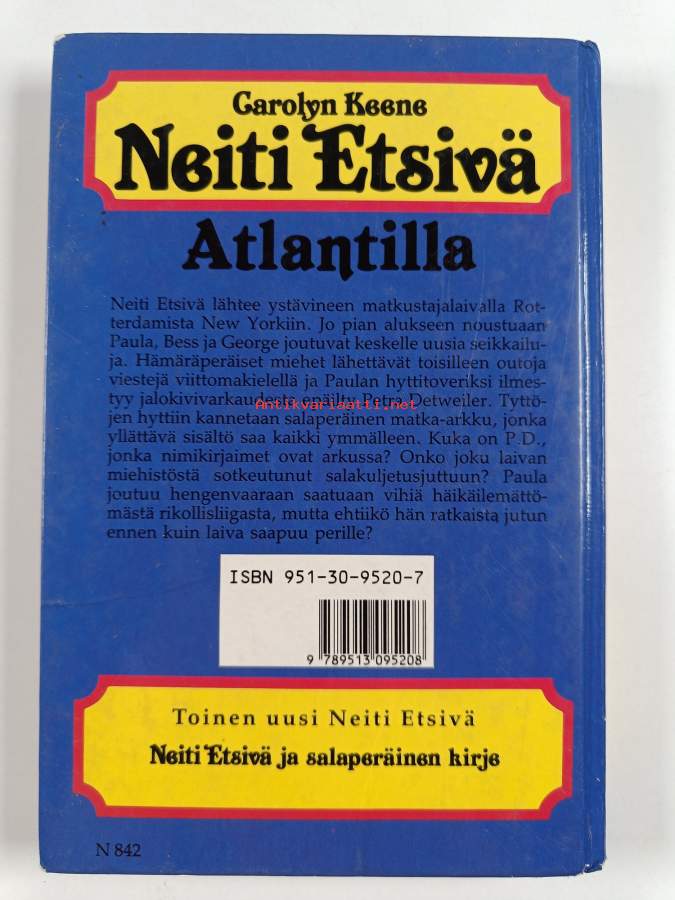 Carolyn Keene
Neiti Etsivä
Atlantilla
Neiti Etsivä lähtee ystävineen matkustajalaivalla Rot-
terdamista New Yorkiin. Jo pian alukseen noustuaan
Paula, Bess ja George joutuvat keskelle uusia seikkailu-
ja. Hämäräperäiset miehet lähettävät toisilleen outoja
viestejä viittomakielellä ja Paulan hyttitoveriksi ilmes-
tyy jalokivivarkaudesta epäilty Petra Detweiler. Tyttö-
Antikvariaatti.net
jen hyttiin kannetaan salaperäinen matka-arkku, jonka
yllättävä sisältö saa kaikki ymmälleen. Kuka on P.D.,
jonka nimikirjaimet ovat arkussa? Onko joku laivan
miehistöstä sotkeutunut salakuljetusjuttuun? Paula
joutuu hengenvaaraan saatuaan vihiä häikäilemättö-
mästä rikollisliigasta, mutta ehtiikö hän ratkaista jutun
ennen kuin laiva saapuu perille?
ISBN 951-30-9520-7
9 789513 095208
Toinen uusi Neiti Etsivä
Neiti Etsivä ja salaperäinen kirje
N 842